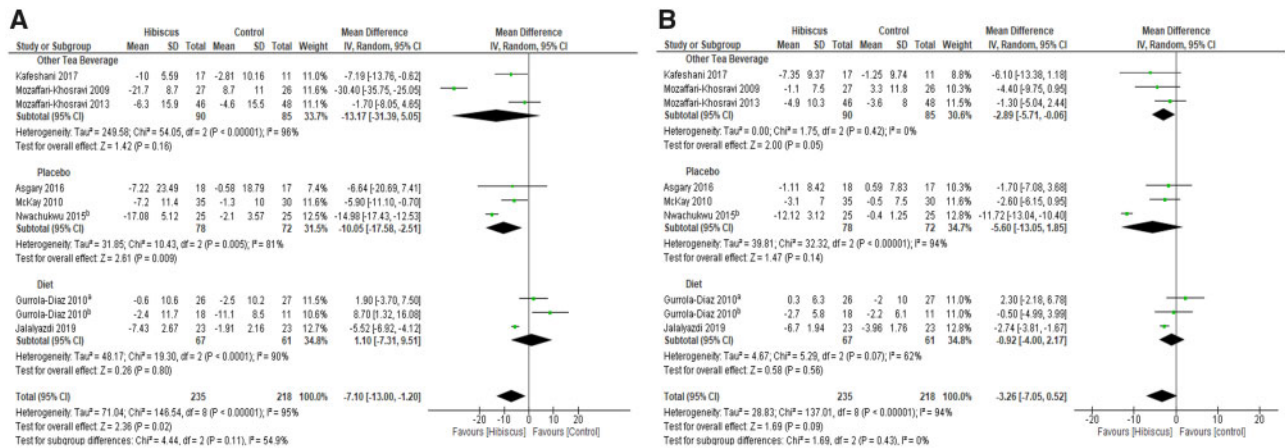 A
Hibiscus Control Mean Difference Mean Difference
Study or Subgroup Mean SD Total Mean SD Total Weight IV, Random, 95% CI IV, Random, 95% CI
Other Tea Beverage
Kafeshani 2017 -10 5.59 17 -2.81 10.16 11 11.0% -7.19 [-13.76, -0.62]
Mozaffari-Khosravi 2009 -21.7 8.7 27 8.7 11 26 11.6% -30.40 [-35.75, -25.05]
Mozaffari-Khosravi 2013 -6.3 15.9 46 -4.6 15.5 48 11.1% -1.70 [-8.05, 4.65]
Subtotal (95% CI) 90 85 33.7% -13.17 [-31.39, 5.05]
Heterogeneity: Tau² = 249.58; Chi² = 54.05, df = 2 (P < 0.00001); I² = 96%
Test for overall effect: Z = 1.42 (P = 0.16)
Placebo
Asgary 2016 -7.22 23.49 18 -0.58 18.79 17 7.4% -6.64 [-20.69, 7.41]
McKay 2010 -7.2 11.4 35 -1.3 10 30 11.6% -5.90 [-11.10, -0.70]
Nwachukwu 2015ᵇ -17.08 5.12 25 -2.1 3.57 25 12.5% -14.98 [-17.43, -12.53]
Subtotal (95% CI) 78 72 31.5% -10.05 [-17.58, -2.51]
Heterogeneity: Tau² = 31.85; Chi² = 10.43, df = 2 (P = 0.005); I² = 81%
Test for overall effect: Z = 2.61 (P = 0.009)
Diet
Gurrola-Diaz 2010ᵃ -0.6 10.6 26 -2.5 10.2 27 11.5% 1.90 [-3.70, 7.50]
Gurrola-Diaz 2010ᵇ -2.4 11.7 18 -11.1 8.5 11 11.0% 8.70 [1.32, 16.08]
Jalalyazdi 2019 -7.43 2.67 23 -1.91 2.16 23 12.5% -5.52 [-6.92, -4.12]
Subtotal (95% CI) 67 61 34.8% 1.10 [-7.31, 9.51]
Heterogeneity: Tau² = 48.17; Chi² = 19.30, df = 2 (P < 0.0001); I² = 90%
Test for overall effect: Z = 0.26 (P = 0.80)
Total (95% CI) 235 218 100.0% -7.10 [-13.00, -1.20]
Heterogeneity: Tau² = 71.04; Chi² = 146.54, df = 8 (P < 0.00001); I² = 95%
Test for overall effect: Z = 2.36 (P = 0.02)
Test for subgroup differences: Chi² = 4.44, df = 2 (P = 0.11), I² = 54.9%
-20 -10 0 10 20
Favours [Hibiscus] Favours [Control]
B
Hibiscus Control Mean Difference Mean Difference
Study or Subgroup Mean SD Total Mean SD Total Weight IV, Random, 95% CI IV, Random, 95% CI
Other Tea Beverage
Kafeshani 2017 -7.35 9.37 17 -1.25 9.74 11 8.8% -6.10 [-13.38, 1.18]
Mozaffari-Khosravi 2009 -1.1 7.5 27 3.3 11.8 26 10.4% -4.40 [-9.75, 0.95]
Mozaffari-Khosravi 2013 -4.9 10.3 46 -3.6 8 48 11.4% -1.30 [-5.04, 2.44]
Subtotal (95% CI) 90 85 30.6% -2.89 [-5.71, -0.06]
Heterogeneity: Tau² = 0.00; Chi² = 1.75, df = 2 (P = 0.42); I² = 0%
Test for overall effect: Z = 2.00 (P = 0.05)
Placebo
Asgary 2016 -1.11 8.42 18 0.59 7.83 17 10.3% -1.70 [-7.08, 3.68]
McKay 2010 -3.1 7 35 -0.5 7.5 30 11.5% -2.60 [-6.15, 0.95]
Nwachukwu 2015ᵇ -12.12 3.12 25 -0.4 1.25 25 12.8% -11.72 [-13.04, -10.40]
Subtotal (95% CI) 78 72 34.7% -5.60 [-13.05, 1.85]
Heterogeneity: Tau² = 39.81; Chi² = 32.32, df = 2 (P < 0.00001); I² = 94%
Test for overall effect: Z = 1.47 (P = 0.14)
Diet
Gurrola-Diaz 2010ᵃ 0.3 6.3 26 -2 10 27 11.0% 2.30 [-2.18, 6.78]
Gurrola-Diaz 2010ᵇ -2.7 5.8 18 -2.2 6.1 11 11.0% -0.50 [-4.99, 3.99]
Jalalyazdi 2019 -6.7 1.94 23 -3.96 1.76 23 12.9% -2.74 [-3.81, -1.67]
Subtotal (95% CI) 67 61 34.8% -0.92 [-4.00, 2.17]
Heterogeneity: Tau² = 4.67; Chi² = 5.29, df = 2 (P = 0.07); I² = 62%
Test for overall effect: Z = 0.58 (P = 0.56)
Total (95% CI) 235 218 100.0% -3.26 [-7.05, 0.52]
Heterogeneity: Tau² = 28.83; Chi² = 137.01, df = 8 (P < 0.00001); I² = 94%
Test for overall effect: Z = 1.69 (P = 0.09)
Test for subgroup differences: Chi² = 1.69, df = 2 (P = 0.43), I² = 0%
-20 -10 0 10 20
Favours [Hibiscus] Favours [Control]